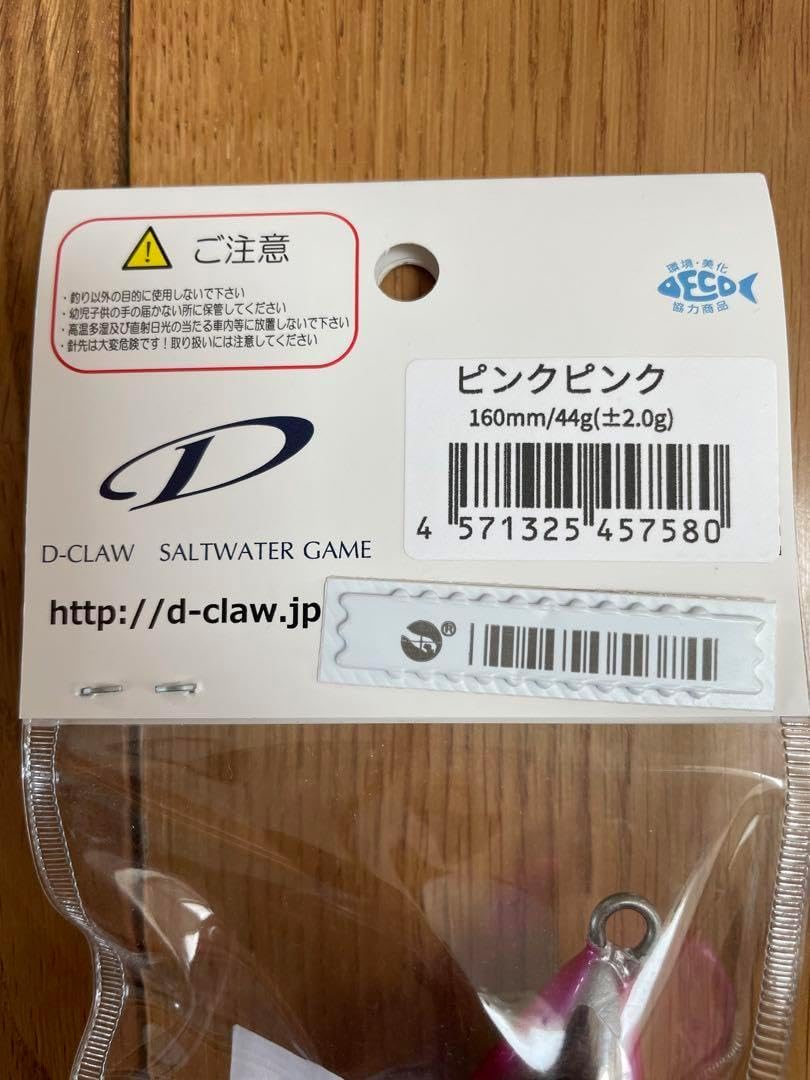 ご注意
・釣り以外の目的に使用しないで下さい
・幼児子供の手の届かない所に保管してください
・高温多湿及び直射日光の当たる車内等に放置しないで下さい
・針先は大変危険です！取り扱いには注意してください
環境・美化
ECO
協力商品
ピンクピンク
160mm/44g(±2.0g)
4 571325 457580
D
D-CLAW SALTWATER GAME
http://d-claw.jp
®